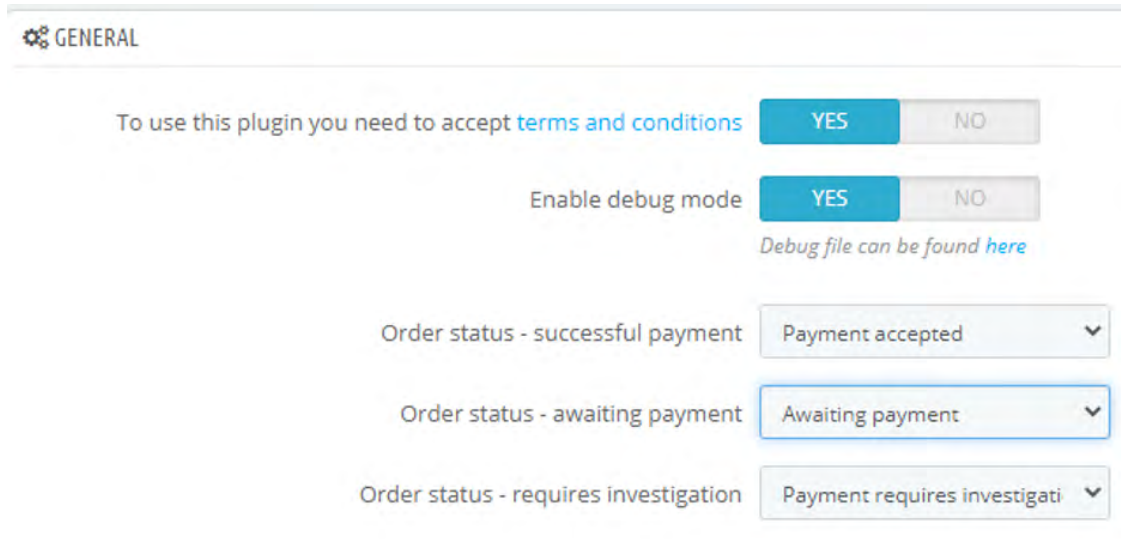 GENERAL
To use this plugin you need to accept terms and conditions YES NO
Enable debug mode YES NO
Debug file can be found here
Order status - successful payment Payment accepted
Order status - awaiting payment Awaiting payment
Order status - requires investigation Payment requires investigati